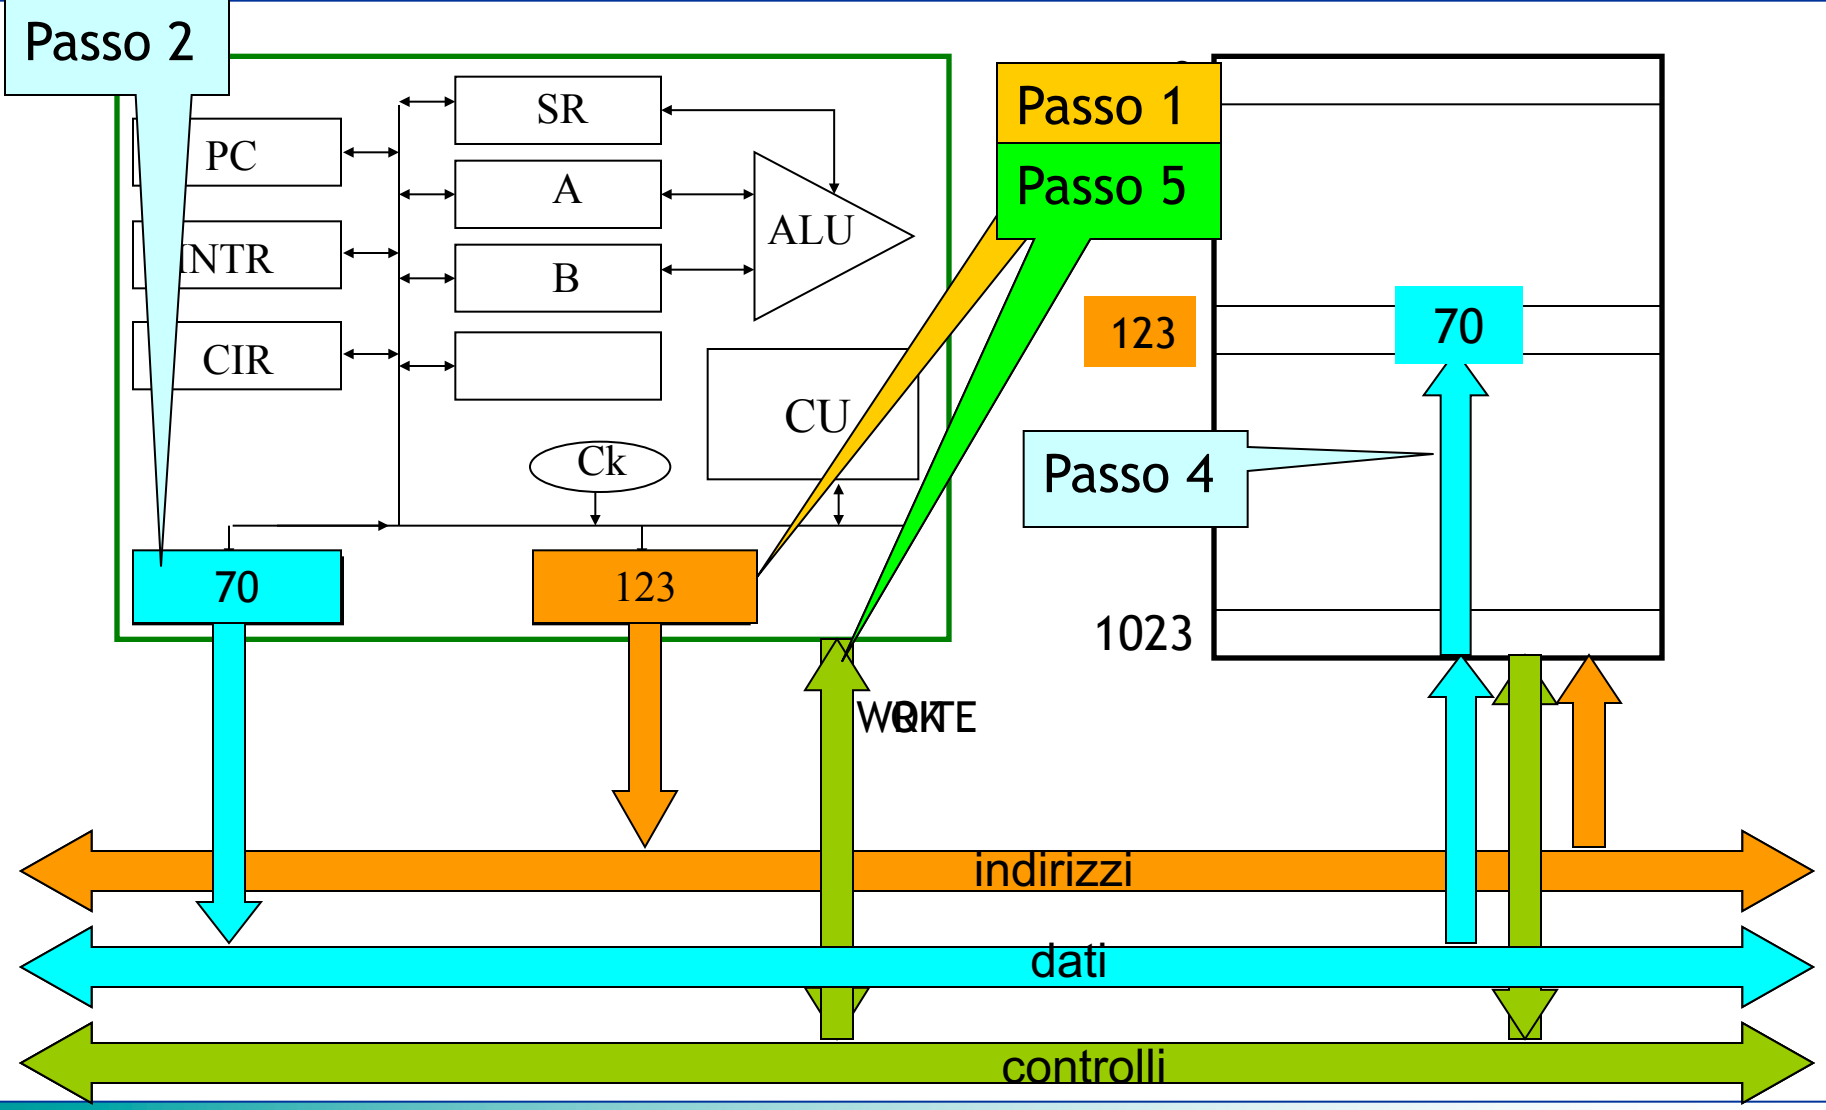 Passo 2
Passo 1
Passo 5
SR
PC
A
ALU
INTR
B
123
70
CIR
CU
Ck
Passo 4
70
123
1023
indirizzi
dati
controlli